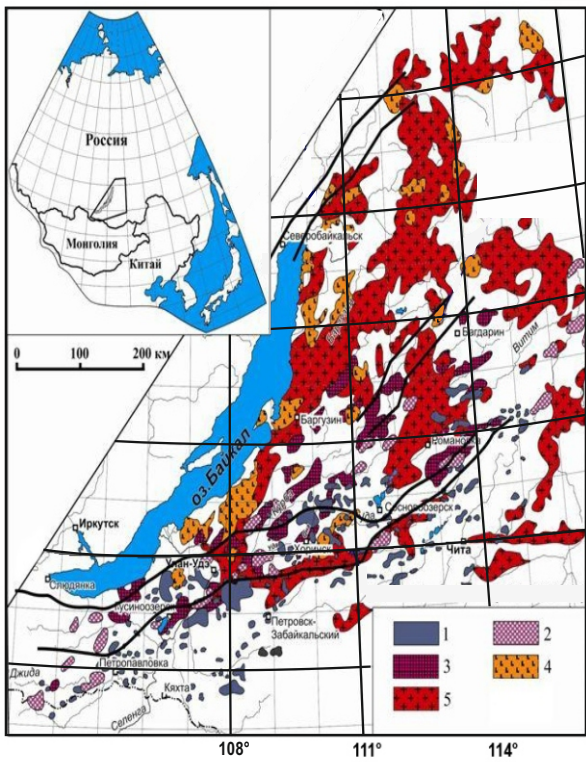 Россия
Монголия
Китай
0 100 200 км
Северобайкальск
Багдарин
Витим
Баргузин
Романовка
оз.Байкал
Сосновоозерск
Иркутск
Хоринск
Чита
Улан-Удэ
Слюдянка
Гусиноозерск
Петровск-
Забайкальский
Петропавловка
Джида
Кяхта
Селенга
1 2
3 4
5
108° 111° 114°